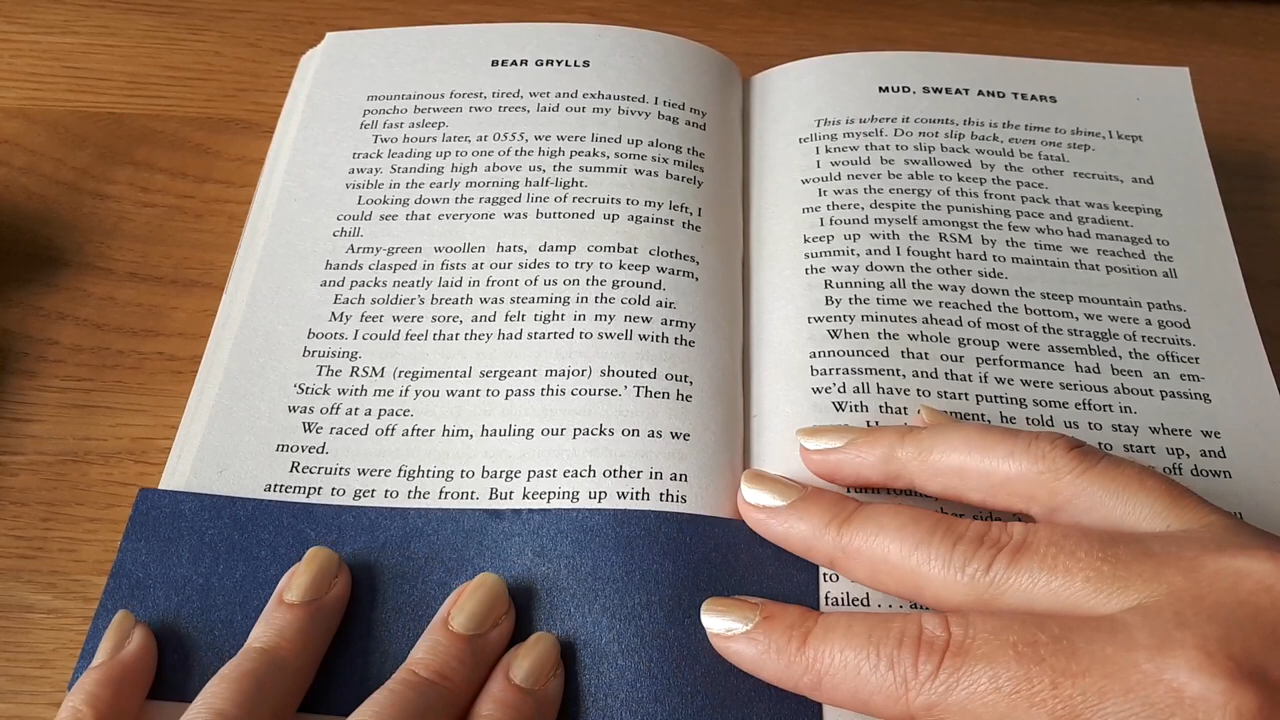 BEAR GRYLLS
mountainous forest, tired, wet and exhausted. I tied my
poncho between two trees, laid out my bivvy bag and
fell fast asleep.
Two hours later, at 0555, we were lined up along the
track leading up to one of the high peaks, some six miles
away. Standing high above us, the summit was barely
visible in the early morning half-light.
Looking down the ragged line of recruits to my left, I
could see that everyone was buttoned up against the
chill.
Army-green woollen hats, damp combat clothes,
hands clasped in fists at our sides to try to keep warm,
and packs neatly laid in front of us on the ground.
Each soldier's breath was steaming in the cold air.
My feet were sore, and felt tight in my new army
boots. I could feel that they had started to swell with the
bruising.
The RSM (regimental sergeant major) shouted out,
'Stick with me if you want to pass this course.' Then he
was off at a pace.
We raced off after him, hauling our packs on as we
moved.
Recruits were fighting to barge past each other in an
attempt to get to the front. But keeping up with this
MUD, SWEAT AND TEARS
This is where it counts, this is the time to shine, I kept
telling myself. Do not slip back, even one step.
I knew that to slip back would be fatal.
I would be swallowed by the other recruits, and
would never be able to keep the pace.
It was the energy of this front pack that was keeping
me there, despite the punishing pace and gradient.
I found myself amongst the few who had managed to
keep up with the RSM by the time we reached the
summit, and I fought hard to maintain that position all
the way down the other side.
Running all the way down the steep mountain paths.
By the time we reached the bottom, we were a good
twenty minutes ahead of most of the straggle of recruits.
When the whole group were assembled, the officer
announced that our performance had been an em-
barrassment, and that if we were serious about passing
we'd all have to start putting some effort in.
With that he told us to stay where we
to start up, and
off down
Turn round,
side.
to
failed . . .